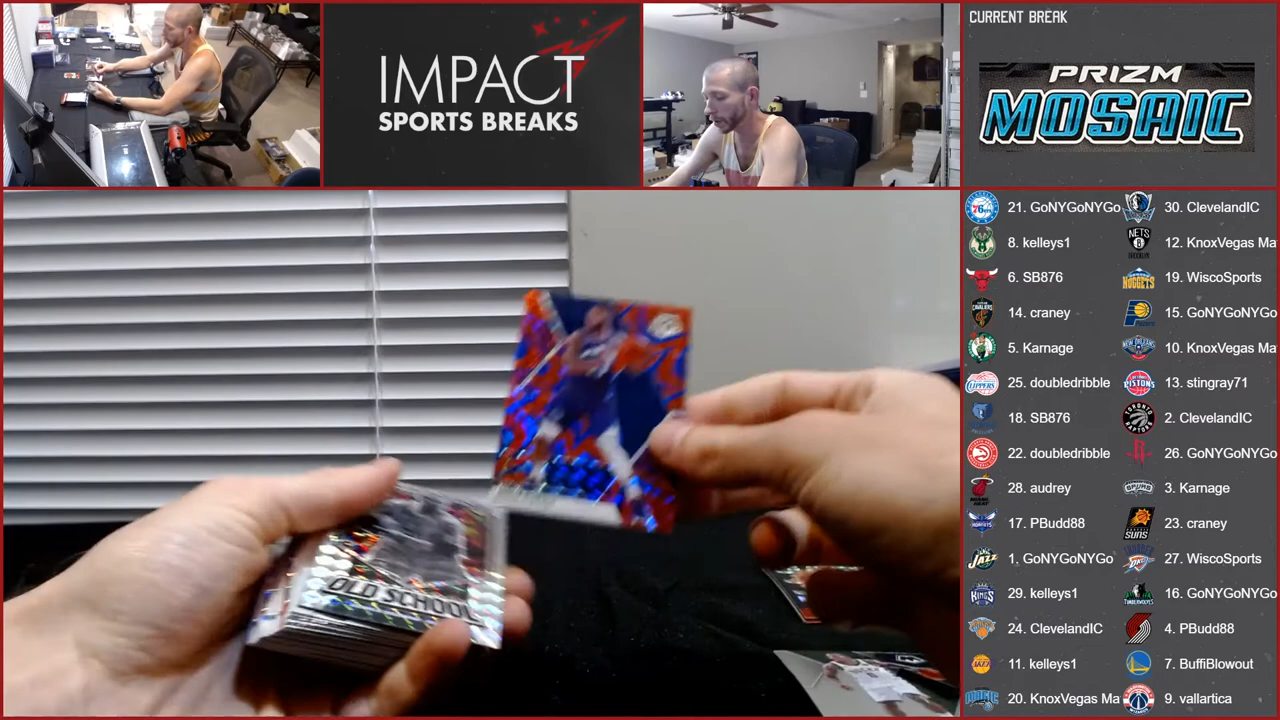 IMPACT
SPORTS BREAKS
CURRENT BREAK
PRIZM
MOSAIC
21. GoNYGoNYGo
8. kelleys1
6. SB876
14. craney
5. Karnage
25. doubledribble
18. SB876
22. doubledribble
28. audrey
17. PBudd88
1. GoNYGoNYGo
29. kelleys1
24. ClevelandIC
11. kelleys1
20. KnoxVegas Ma
30. ClevelandIC
12. KnoxVegas Ma
19. WiscoSports
15. GoNYGoNYGo
10. KnoxVegas Ma
13. stingray71
2. ClevelandIC
26. GoNYGoNYGo
3. Karnage
23. craney
27. WiscoSports
16. GoNYGoNYGo
4. PBudd88
7. BuffiBlowout
9. vallartica
OLD SCHOOL